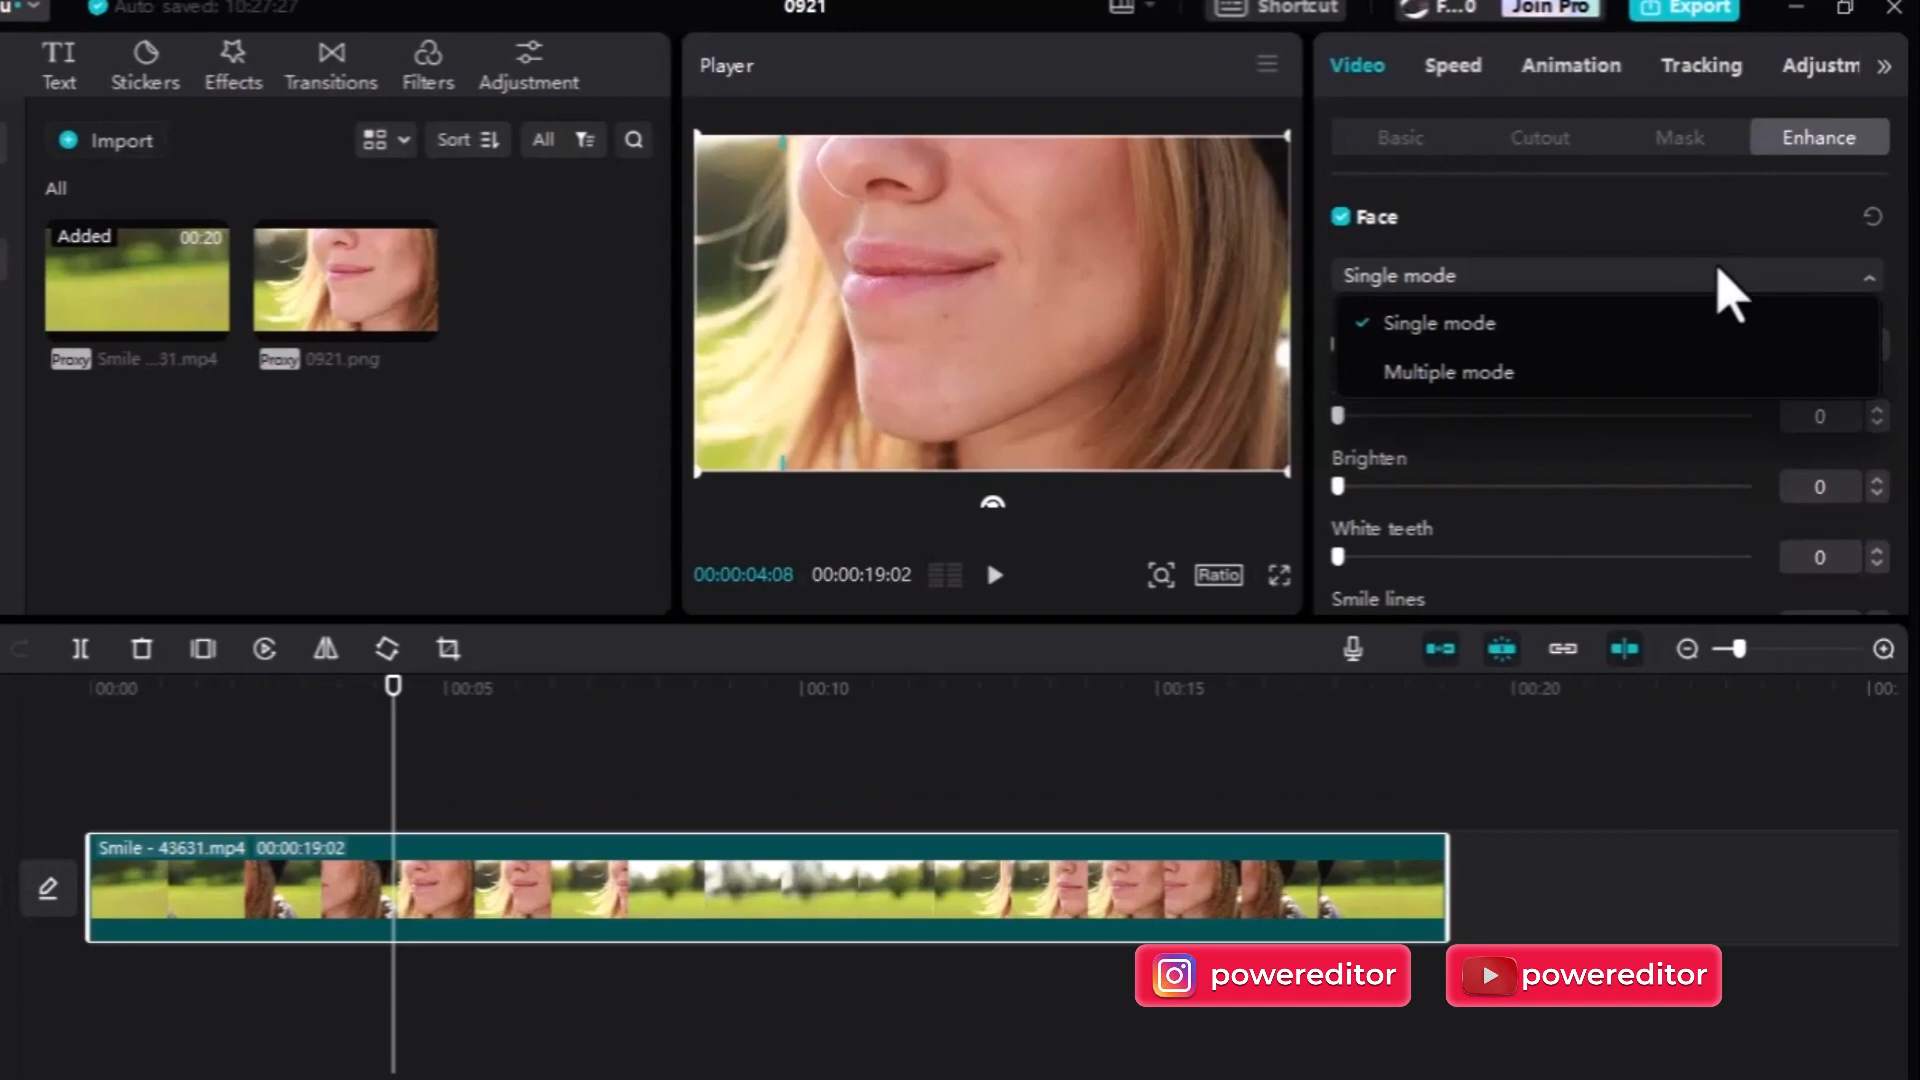 Auto saved: 10:27:27
0921
Shortcut
F...0
Join Pro
Export
TI
Text
Stickers
Effects
Transitions
Filters
Adjustment
Import
Sort
All
All
Added
00:20
Proxy Smile ...31.mp4
Proxy 0921.png
Player
00:00:04:08
00:00:19:02
Ratio
Video
Speed
Animation
Tracking
Adjustm
Basic
Cutout
Mask
Enhance
Face
Single mode
Single mode
Multiple mode
0
Brighten
0
White teeth
0
Smile lines
00:00
00:05
00:10
00:15
00:20
00:
Smile - 43631.mp4 00:00:19:02
powereditor
powereditor